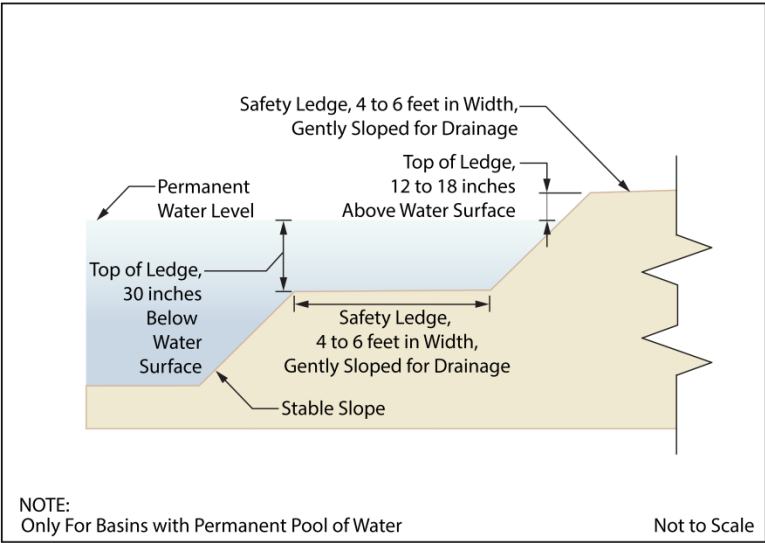 Safety Ledge, 4 to 6 feet in Width,
Gently Sloped for Drainage
Top of Ledge,
12 to 18 inches
Above Water Surface
Permanent
Water Level
Top of Ledge,
30 inches
Below
Water
Surface
Safety Ledge,
4 to 6 feet in Width,
Gently Sloped for Drainage
Stable Slope
NOTE:
Only For Basins with Permanent Pool of Water
Not to Scale